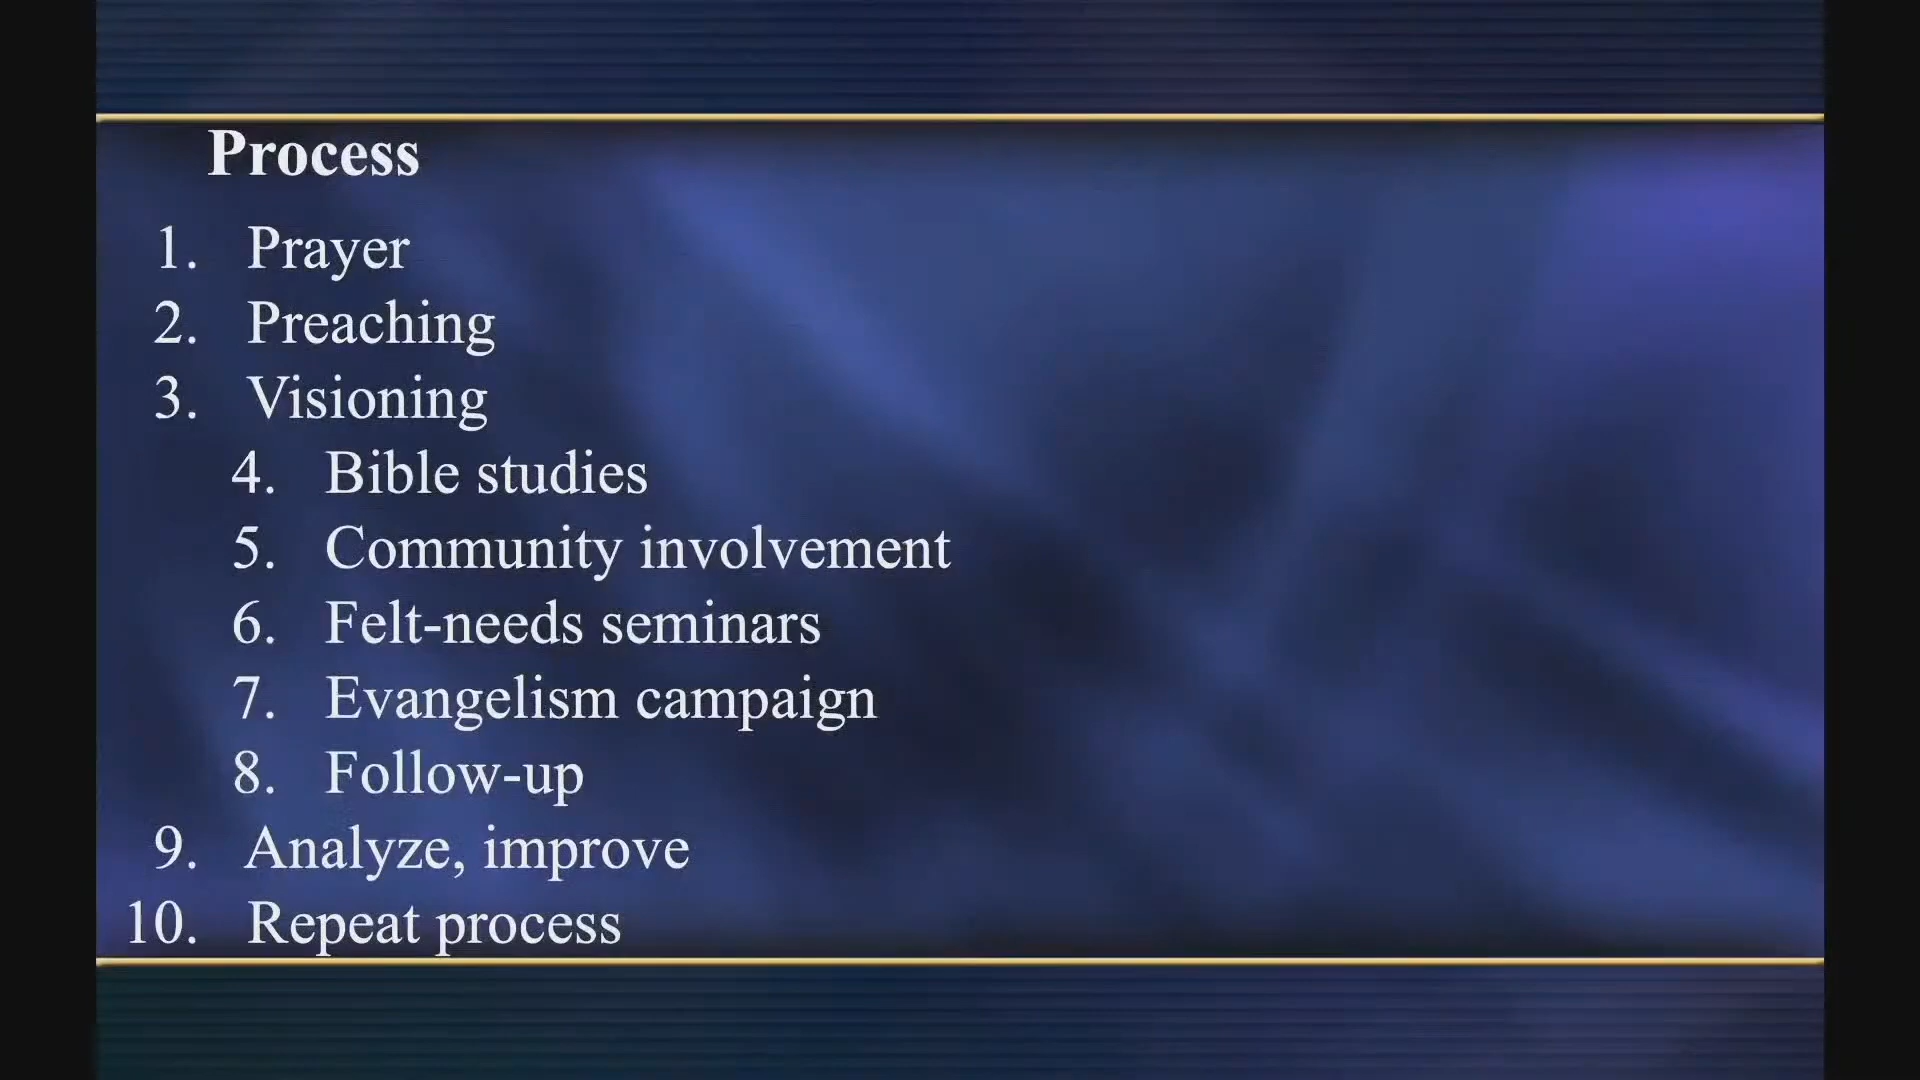 Process
1. Prayer
2. Preaching
3. Visioning
4. Bible studies
5. Community involvement
6. Felt-needs seminars
7. Evangelism campaign
8. Follow-up
9. Analyze, improve
10. Repeat process